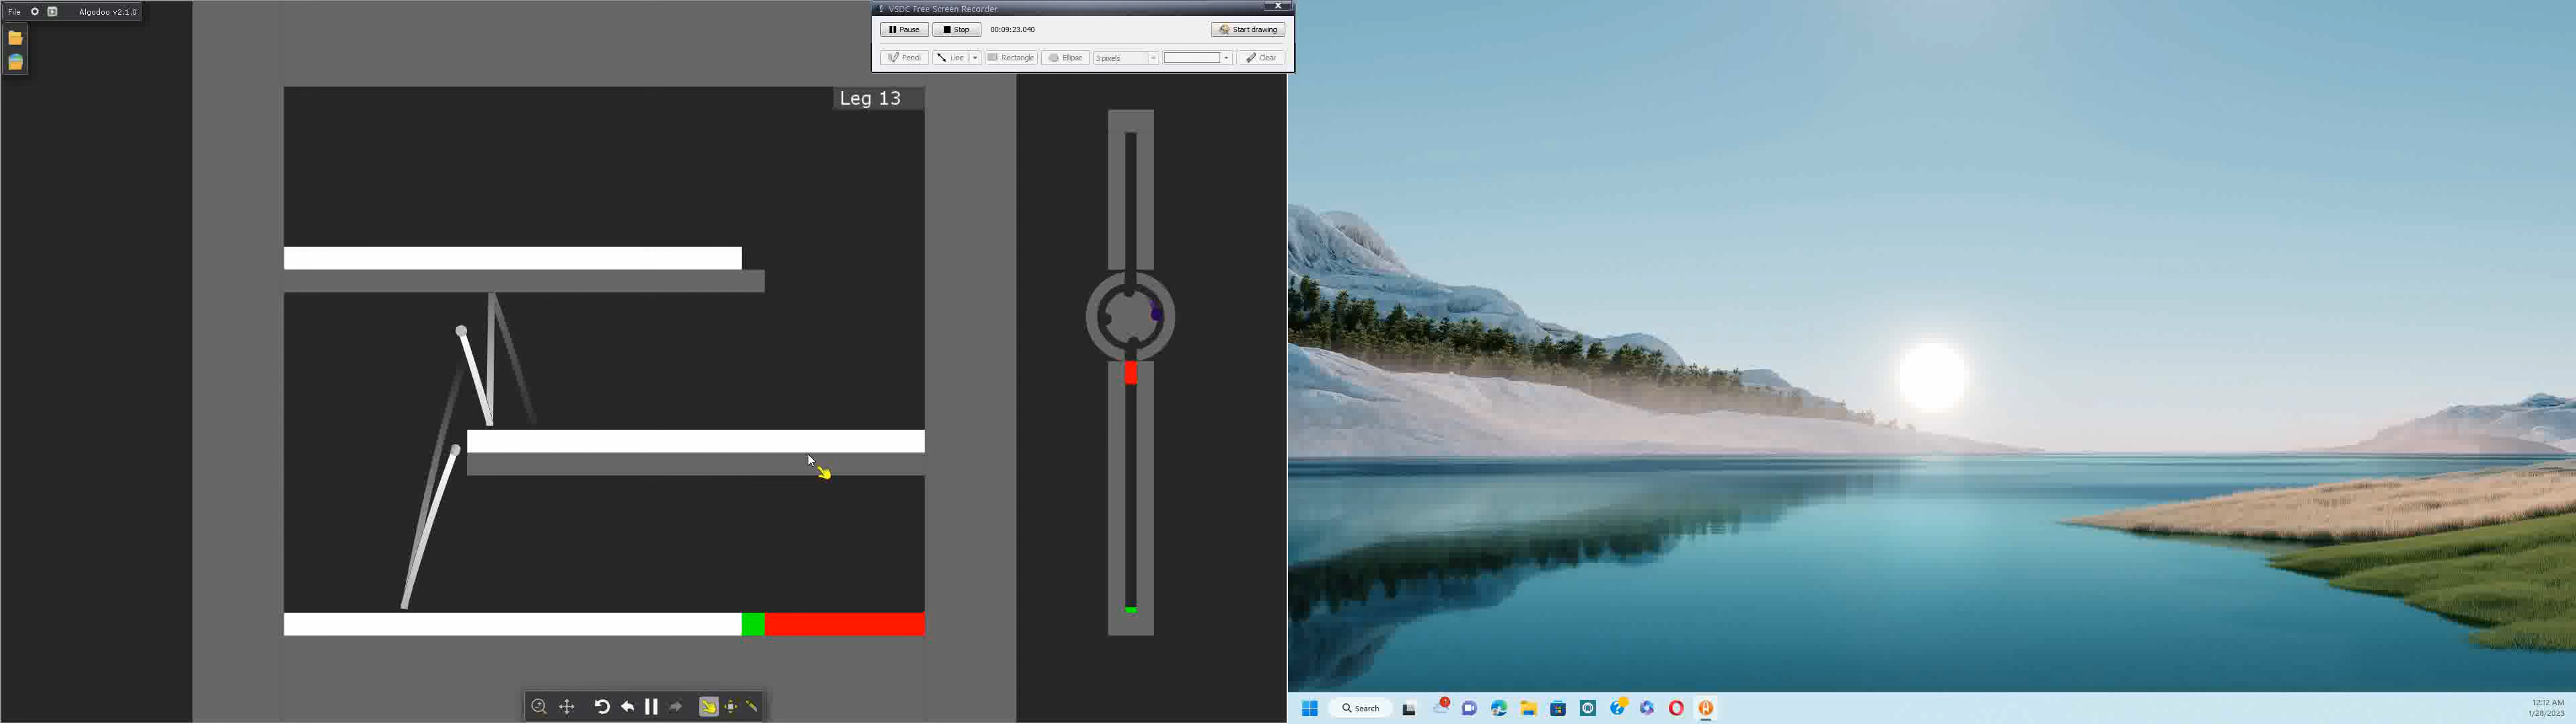 File Algodoo v2.1.0
VSDC Free Screen Recorder
Pause Stop 00:09:23.040 Start drawing
Pencil Line Rectangle Ellipse 3 pixels Clear
Leg 13
Search
1
12:12 AM
1/28/2023